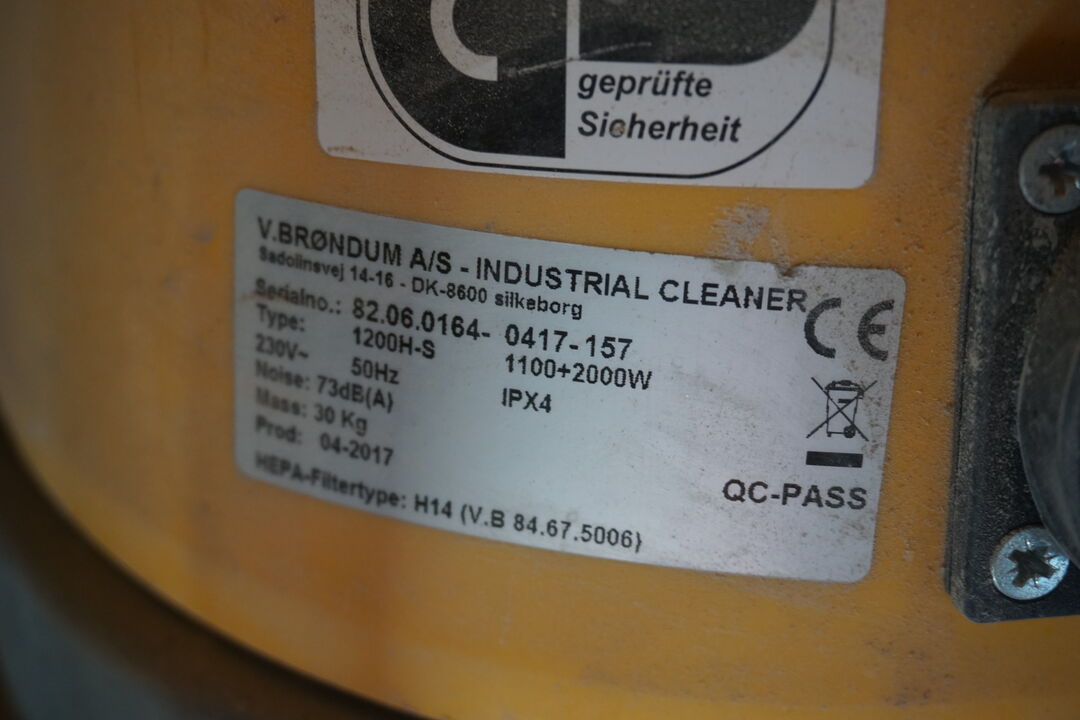 geprüfte
Sicherheit
V.BRØNDUM A/S - INDUSTRIAL CLEANER
Sadolinsvej 14-16 - DK-8600 silkeborg
Serialno.: 82.06.0164- 0417-157
Type: 1200H-S 1100+2000W
230V~ 50Hz IPX4
Noise: 73dB(A)
Mass: 30 Kg
Prod: 04-2017
HEPA-Filtertype: H14 (V.B 84.67.5006)
CE
QC-PASS